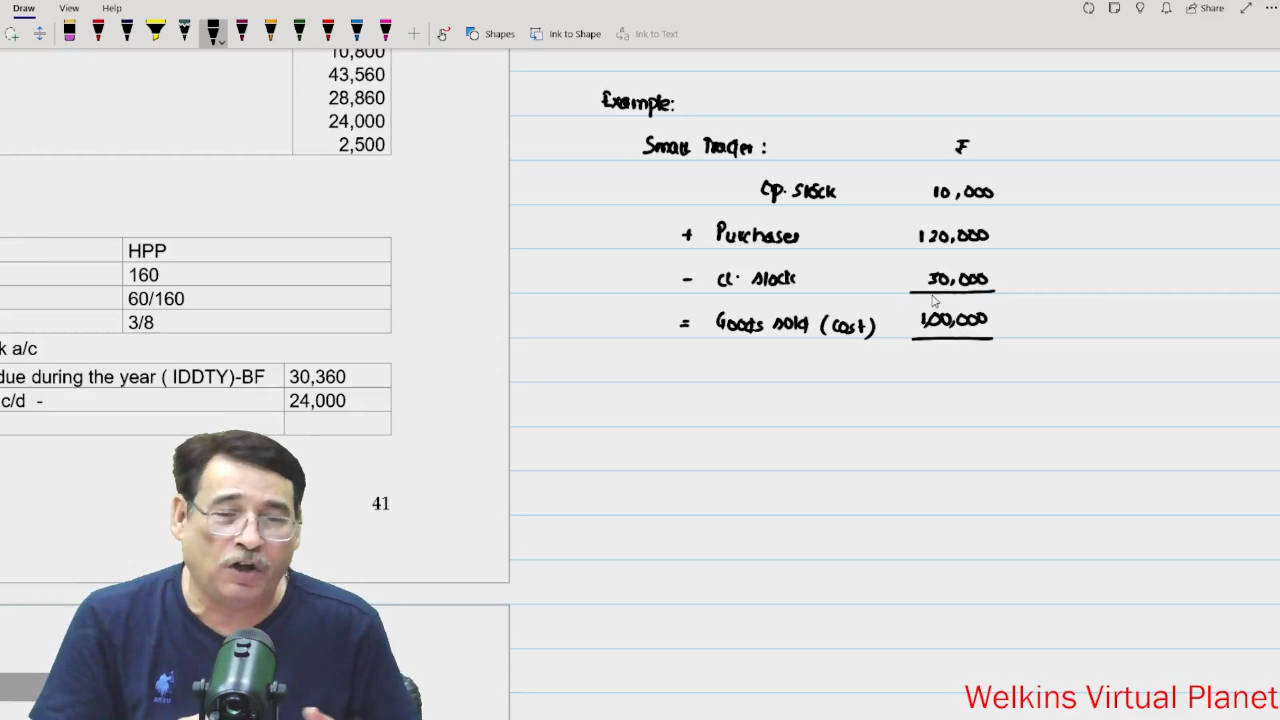 Draw View Help
Share
Shapes Ink to Shape Ink to Text
10,800
43,560
28,860
24,000
2,500
HPP
160
60/160
3/8
k a/c
due during the year ( IDDTY)-BF 30,360
c/d - 24,000
41
Example:
Small Trader : ₹
Op. Stock 10,000
+ Purchases 120,000
- Cl. Stock 30,000
= Goods sold (Cost) 1,00,000
Welkins Virtual Planet